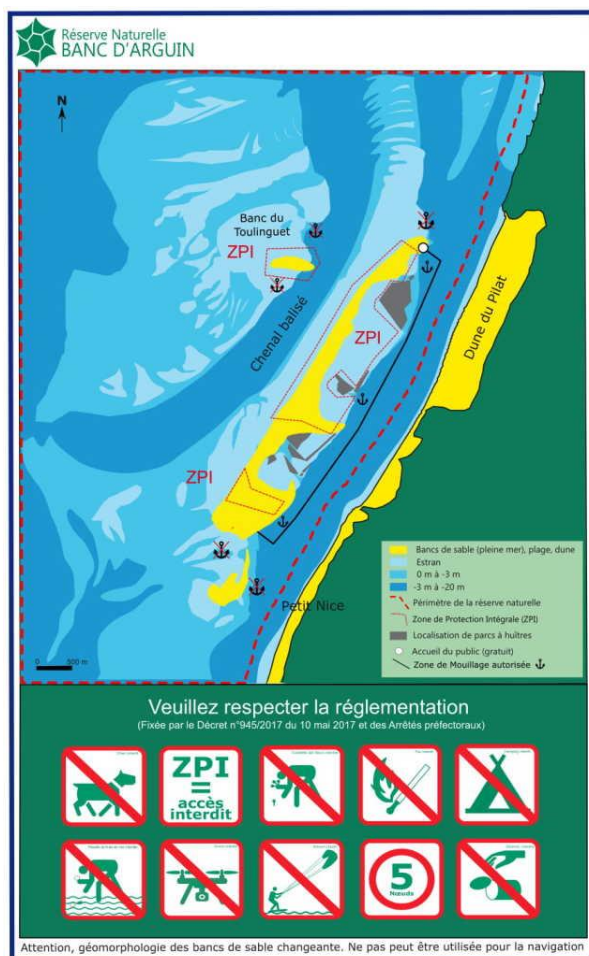 Réserve Naturelle
BANC D'ARGUIN
N
Banc du
Toulinguet
ZPI
Chenal balisé
ZPI
Dune du Pilat
ZPI
Petit Nice
0 500 m
Bancs de sable (pleine mer), plage, dune
Estran
0 m à -3 m
-3 m à -20 m
Périmètre de la réserve naturelle
Zone de Protection Intégrale (ZPI)
Localisation de parcs à huîtres
Accueil du public (gratuit)
Zone de Mouillage autorisée
Veuillez respecter la réglementation
(Fixée par le Décret n°945/2017 du 10 mai 2017 et des Arrêtés préfectoraux)
ZPI
=
accès
interdit
5
Nœuds
Attention, géomorphologie des bancs de sable changeante. Ne pas peut être utilisée pour la navigation